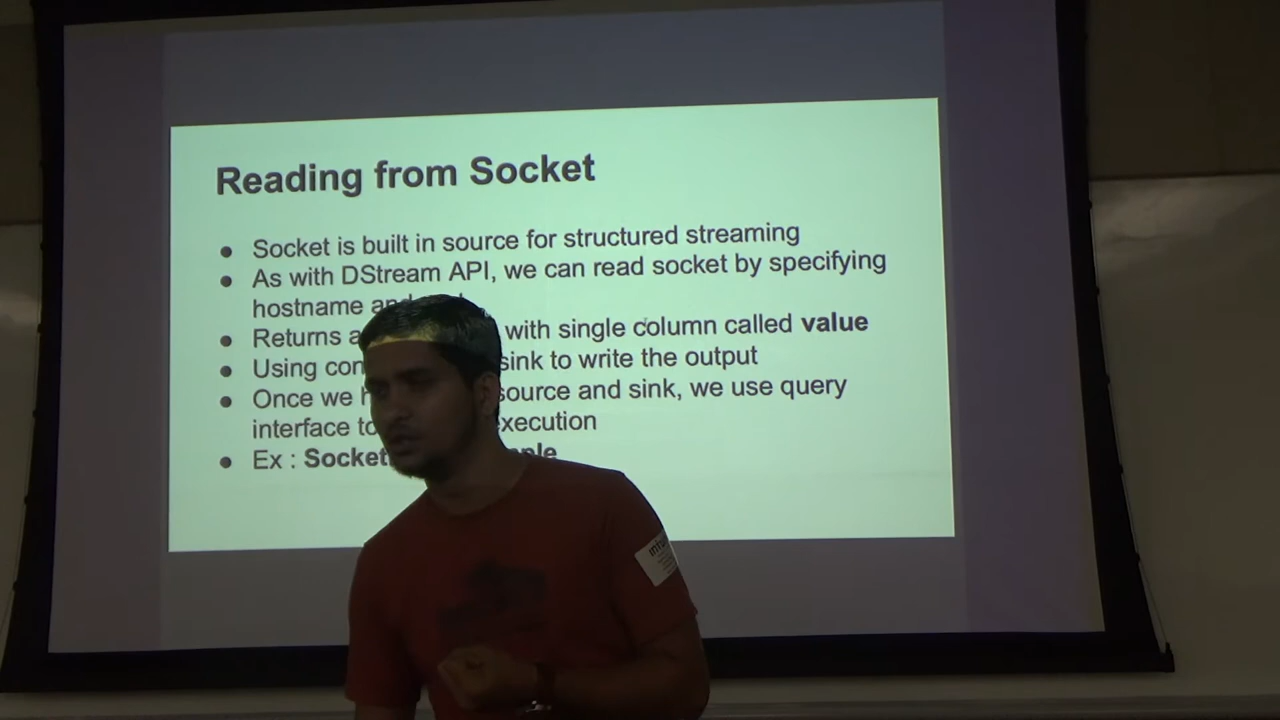 Reading from Socket
● Socket is built in source for structured streaming
● As with DStream API, we can read socket by specifying
hostname and
● Returns a with single column called value
● Using con sink to write the output
● Once we h source and sink, we use query
interface to execution
● Ex : Socket ple